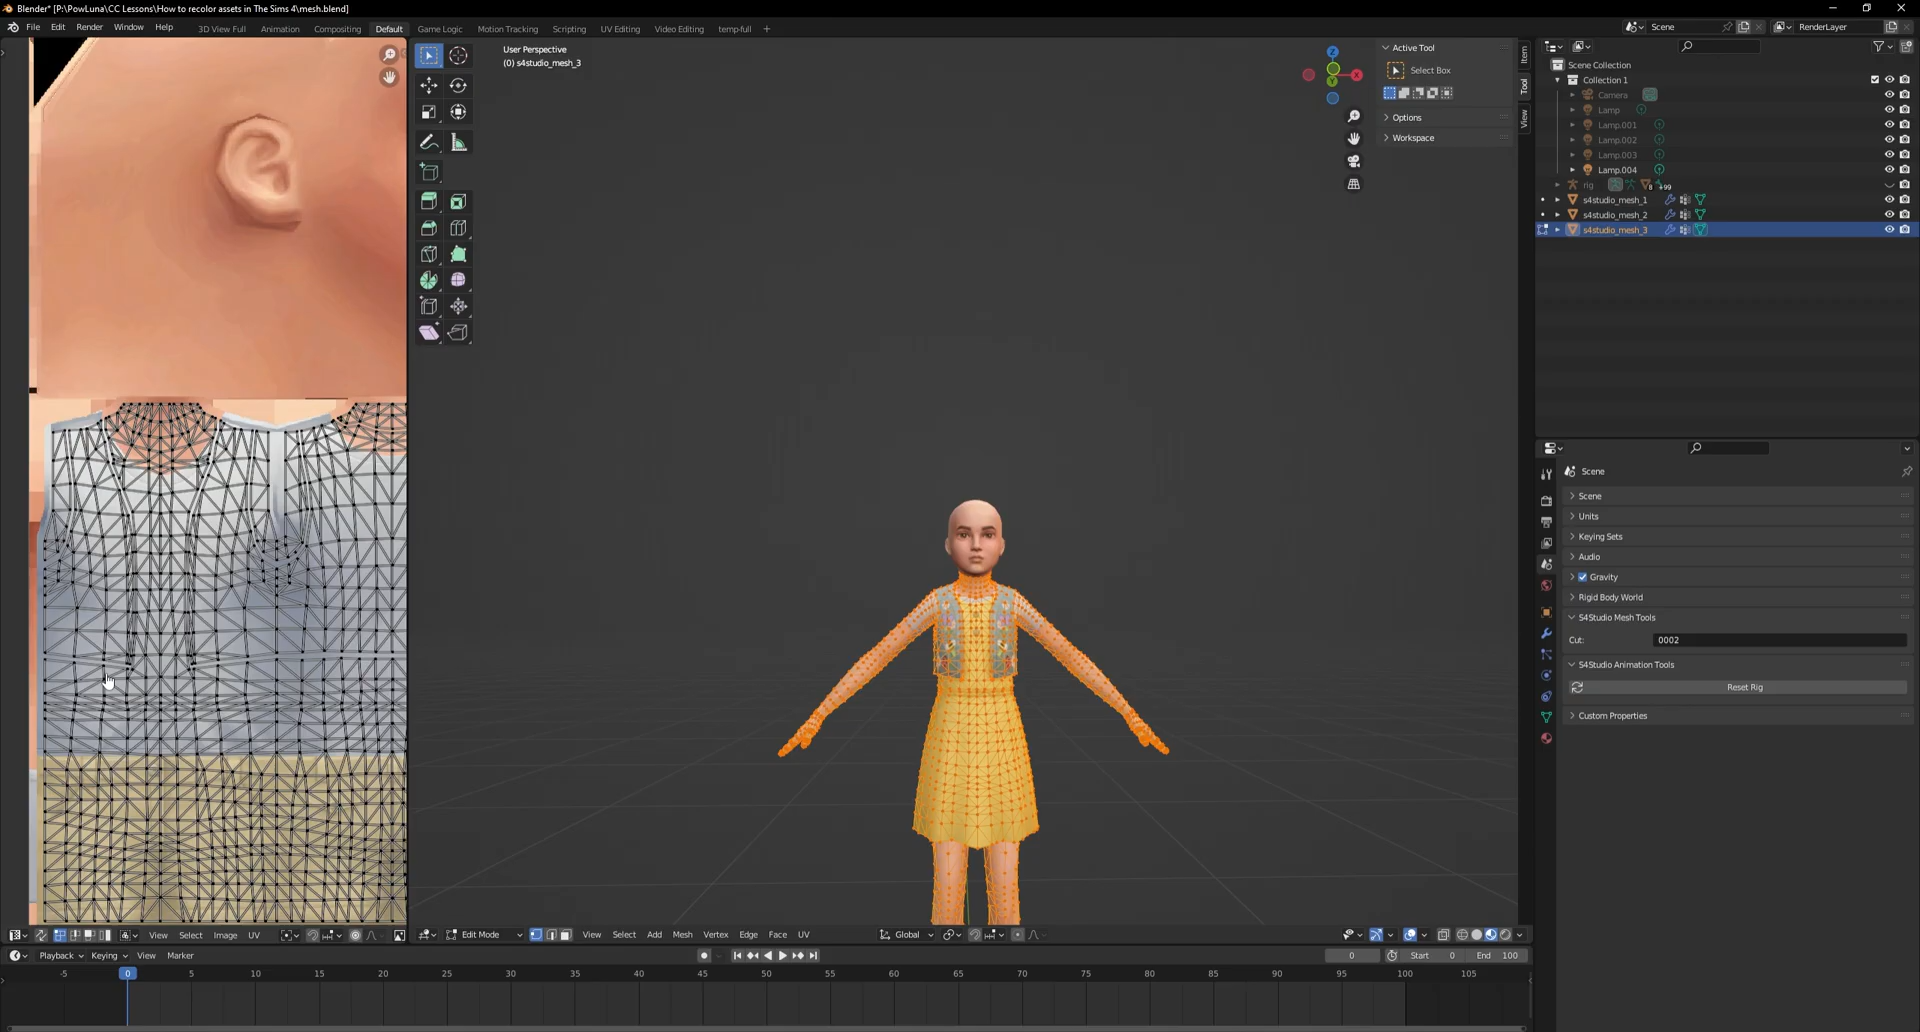 Blender* [P:\PowLuna\CC Lessons\How to recolor assets in The Sims 4\mesh.blend]
File Edit Render Window Help 3D View Full Animation Compositing Default Game Logic Motion Tracking Scripting UV Editing Video Editing temp-full + Scene RenderLayer
User Perspective
(0) s4studio_mesh_3
Active Tool
Select Box
Options
Workspace
Item
Tool
View
Z
X
Y
Scene Collection
Collection 1
Camera
Lamp
Lamp.001
Lamp.002
Lamp.003
Lamp.004
rig 8 +99
s4studio_mesh_1
s4studio_mesh_2
s4studio_mesh_3
Scene
Scene
Units
Keying Sets
Audio
Gravity
Rigid Body World
S4Studio Mesh Tools
Cut: 0002
S4Studio Animation Tools
Reset Rig
Custom Properties
View Select Image UV
Edit Mode View Select Add Mesh Vertex Edge Face UV Global
Playback Keying View Marker 0 Start 0 End 100
-5 0 5 10 15 20 25 30 35 40 45 50 55 60 65 70 75 80 85 90 95 100 105